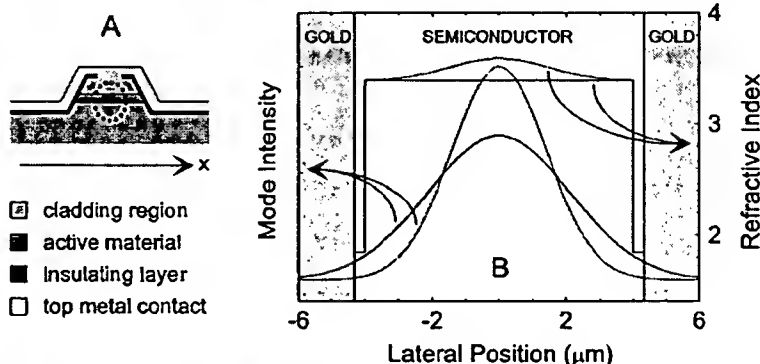 A
x
cladding region
active material
Insulating layer
top metal contact
GOLD
SEMICONDUCTOR
GOLD
Mode Intensity
B
4
3
2
Refractive Index
-6
-2
2
6
Lateral Position (μm)